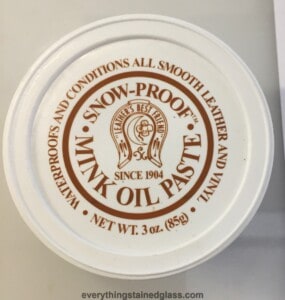 WATERPROOFS AND CONDITIONS ALL SMOOTH LEATHER AND VINYL
• SNOW-PROOF™ •
"LEATHER'S BEST FRIEND"
SINCE 1904
MINK OIL PASTE
• NET WT. 3 oz. (85g) •
everythingstainedglass.com